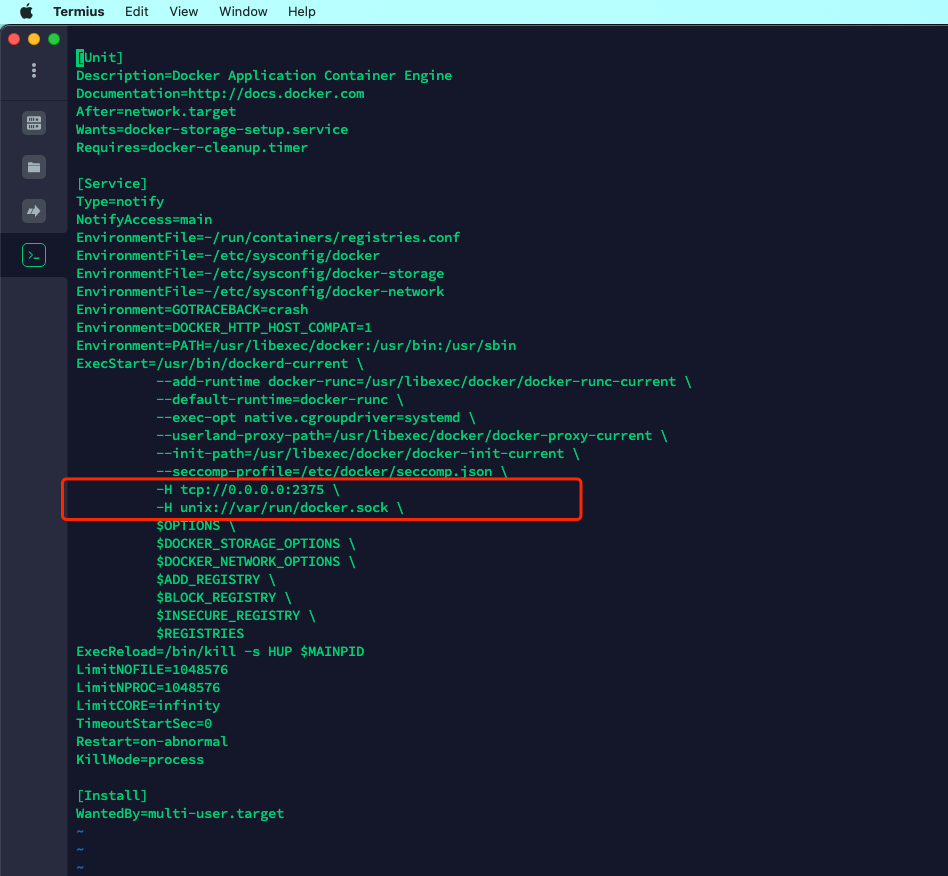 Termius Edit View Window Help
[Unit]
Description=Docker Application Container Engine
Documentation=http://docs.docker.com
After=network.target
Wants=docker-storage-setup.service
Requires=docker-cleanup.timer
[Service]
Type=notify
NotifyAccess=main
EnvironmentFile=-/run/containers/registries.conf
EnvironmentFile=-/etc/sysconfig/docker
EnvironmentFile=-/etc/sysconfig/docker-storage
EnvironmentFile=-/etc/sysconfig/docker-network
Environment=GOTRACEBACK=crash
Environment=DOCKER_HTTP_HOST_COMPAT=1
Environment=PATH=/usr/libexec/docker:/usr/bin:/usr/sbin
ExecStart=/usr/bin/dockerd-current \
--add-runtime docker-runc=/usr/libexec/docker/docker-runc-current \
--default-runtime=docker-runc \
--exec-opt native.cgroupdriver=systemd \
--userland-proxy-path=/usr/libexec/docker/docker-proxy-current \
--init-path=/usr/libexec/docker/docker-init-current \
--seccomp-profile=/etc/docker/seccomp.json \
-H tcp://0.0.0.0:2375 \
-H unix://var/run/docker.sock \
$OPTIONS \
$DOCKER_STORAGE_OPTIONS \
$DOCKER_NETWORK_OPTIONS \
$ADD_REGISTRY \
$BLOCK_REGISTRY \
$INSECURE_REGISTRY \
$REGISTRIES
ExecReload=/bin/kill -s HUP $MAINPID
LimitNOFILE=1048576
LimitNPROC=1048576
LimitCORE=infinity
TimeoutStartSec=0
Restart=on-abnormal
KillMode=process
[Install]
WantedBy=multi-user.target
~
~
~